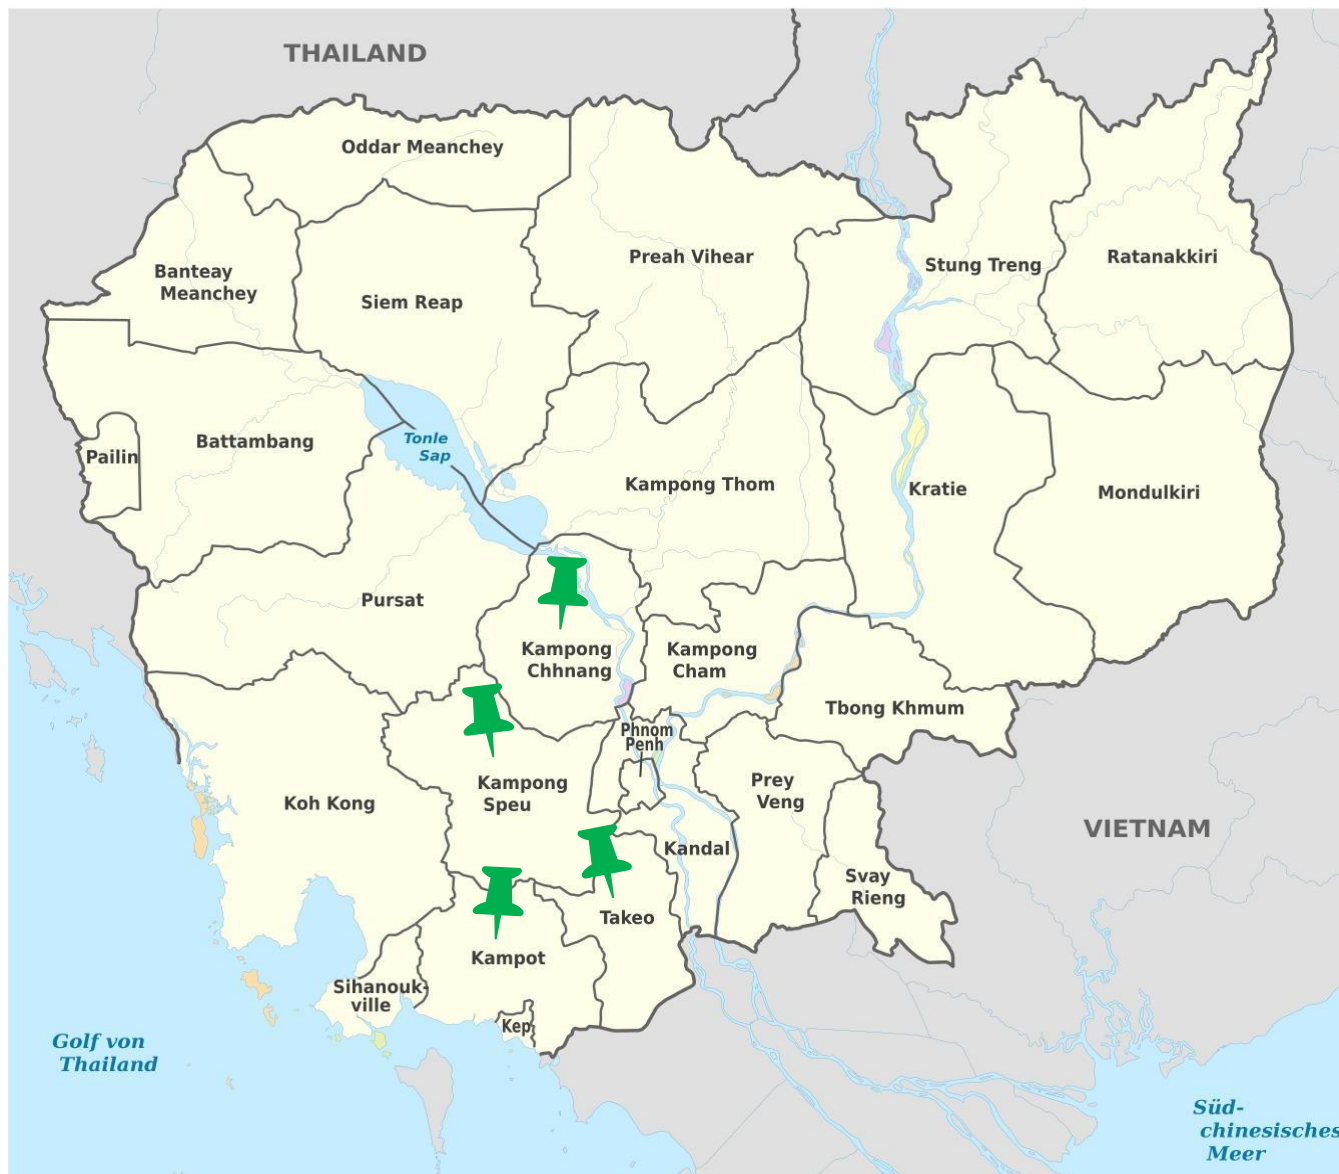 THAILAND
Oddar Meanchey
Preah Vihear
Stung Treng
Ratanakkiri
Banteay
Meanchey
Siem Reap
Battambang
Pailin
Tonle
Sap
Kampong Thom
Kratie
Mondulkiri
Pursat
Kampong
Chhnang
Kampong
Cham
Tbong Khmum
Phnom
Penh
Koh Kong
Kampong
Speu
Prey
Veng
VIETNAM
Kandal
Svay
Rieng
Takeo
Kampot
Sihanouk-
ville
Kep
Golf von
Thailand
Süd-
chinesisches
Meer